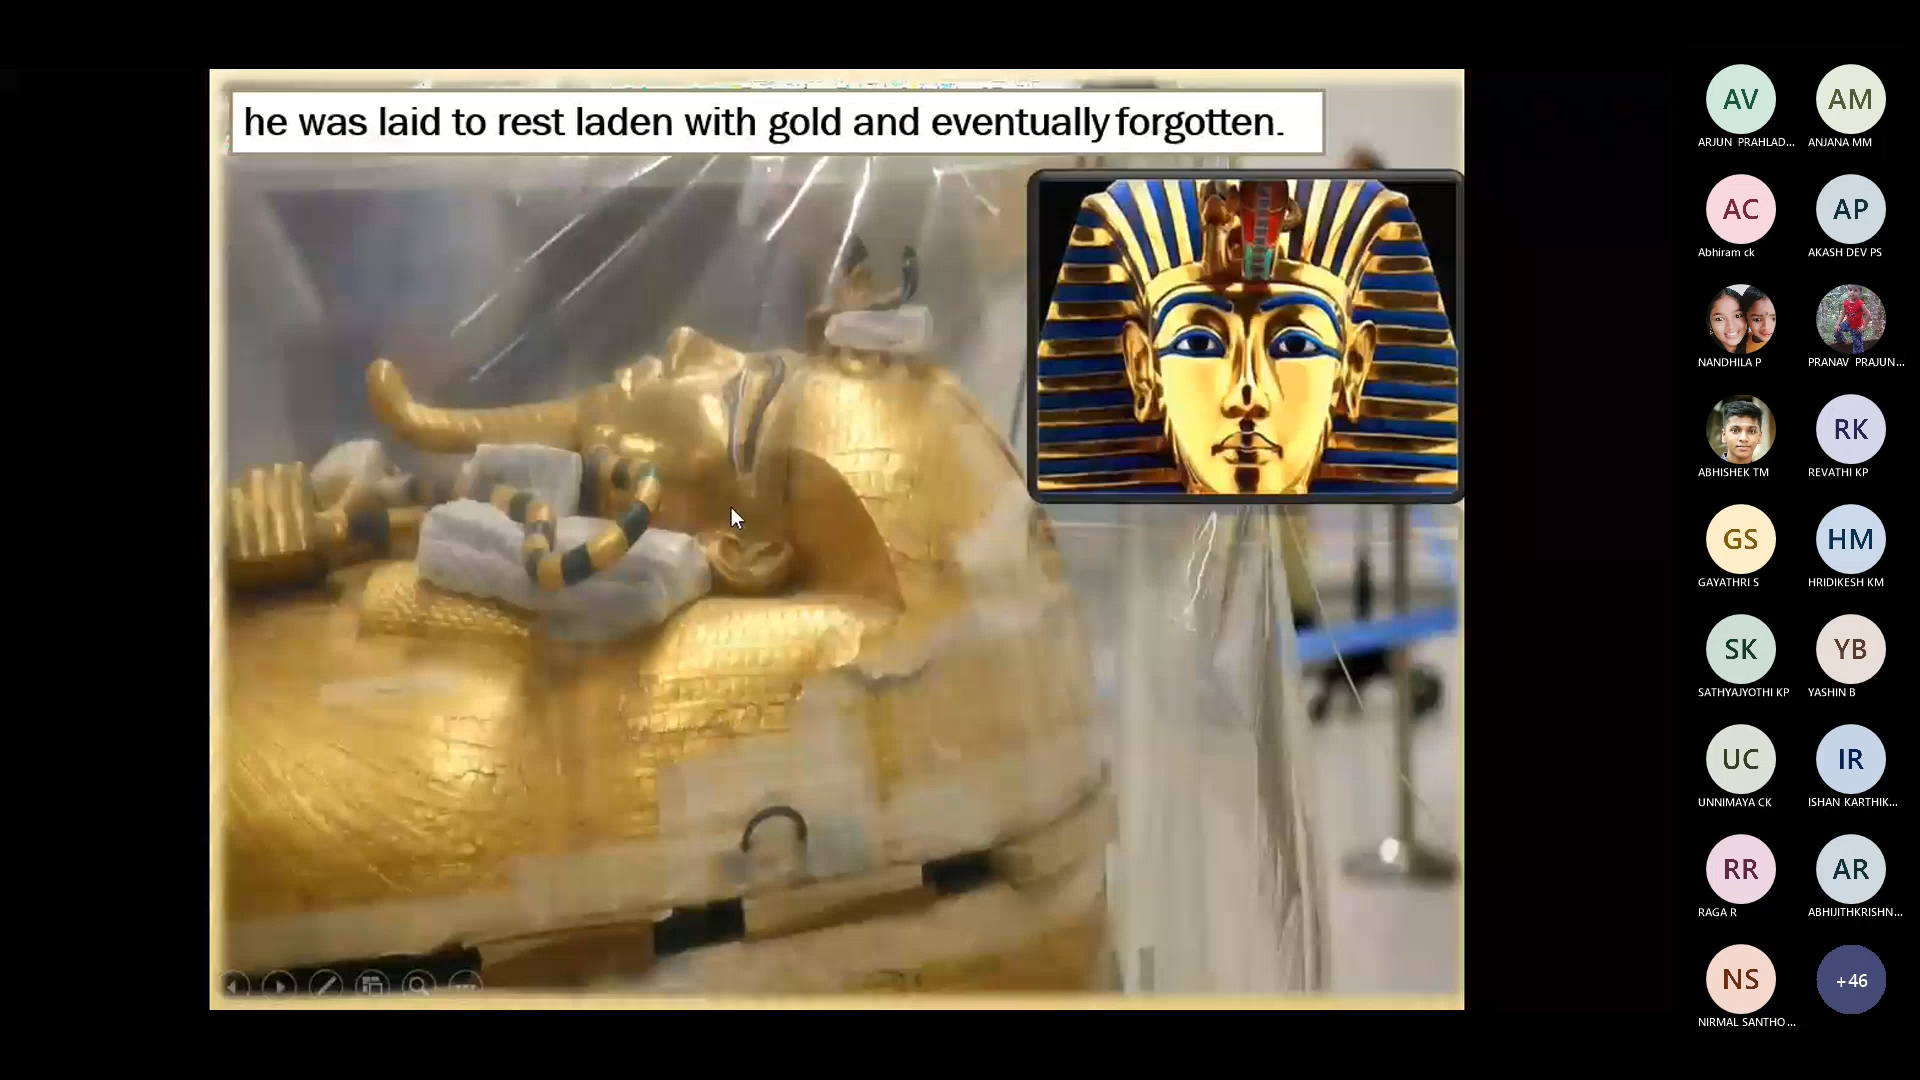 he was laid to rest laden with gold and eventually forgotten.
AV
AM
ARJUN PRAHLAD...
ANJANA MM
AC
AP
Abhiram ck
AKASH DEV PS
NANDHILA P
PRANAV PRAJUN...
RK
ABHISHEK TM
REVATHI KP
GS
HM
GAYATHRI S
HRIDIKESH KM
SK
YB
SATHYAJYOTHI KP
YASHIN B
UC
IR
UNNIMAYA CK
ISHAN KARTHIK...
RR
AR
RAGA R
ABHIJITHKRISHN...
NS
+46
NIRMAL SANTHO...